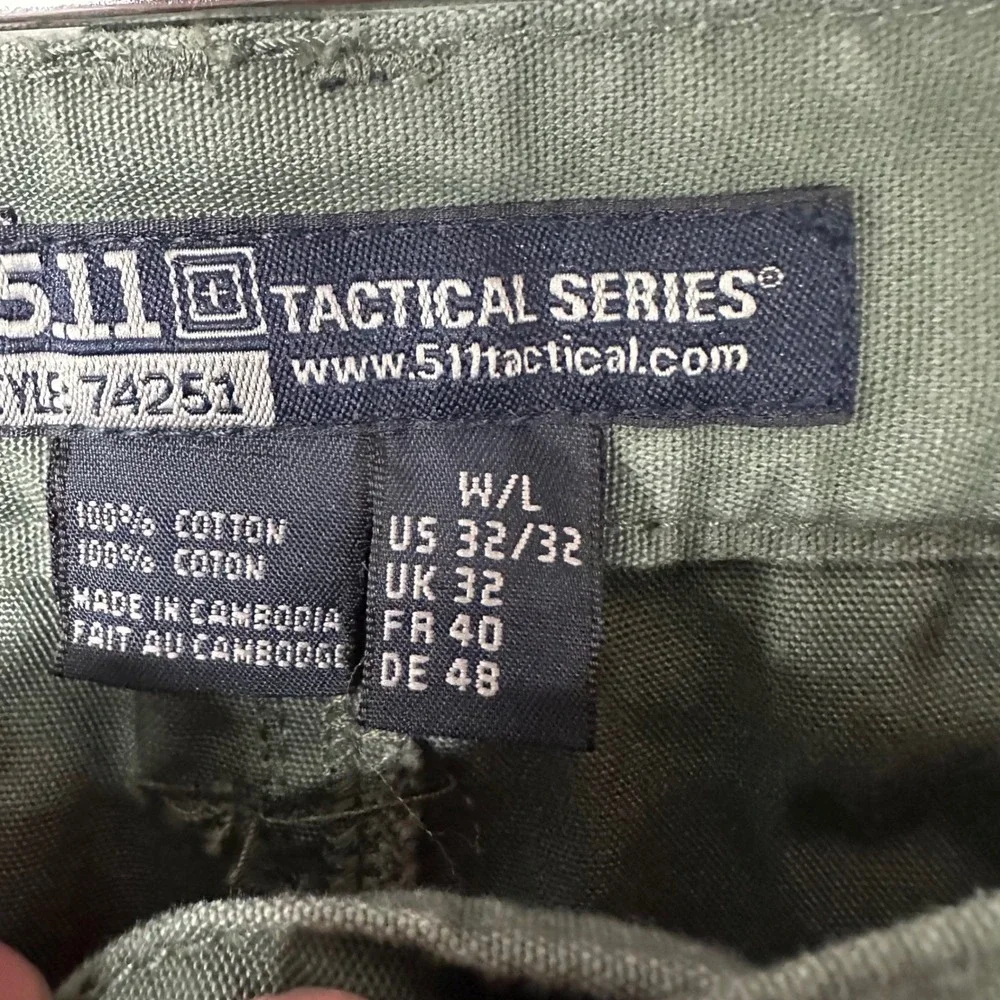 511 TACTICAL SERIES®
www.511tactical.com
STYLE: 74251
100% COTTON
100% COTON
MADE IN CAMBODIA
FAIT AU CAMBODGE
W/L
US 32/32
UK 32
FR 40
DE 48